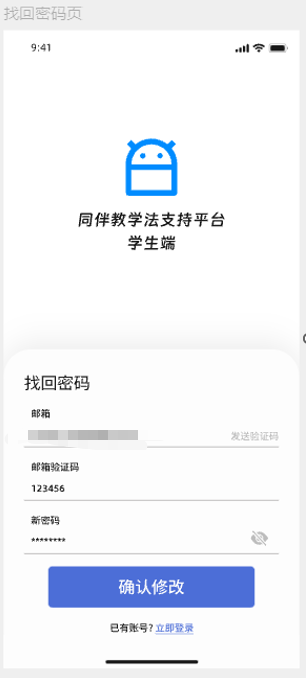 找回密码页
9:41
同伴教学法支持平台
学生端
找回密码
邮箱
发送验证码
邮箱验证码
123456
新密码
********
确认修改
已有账号? 立即登录